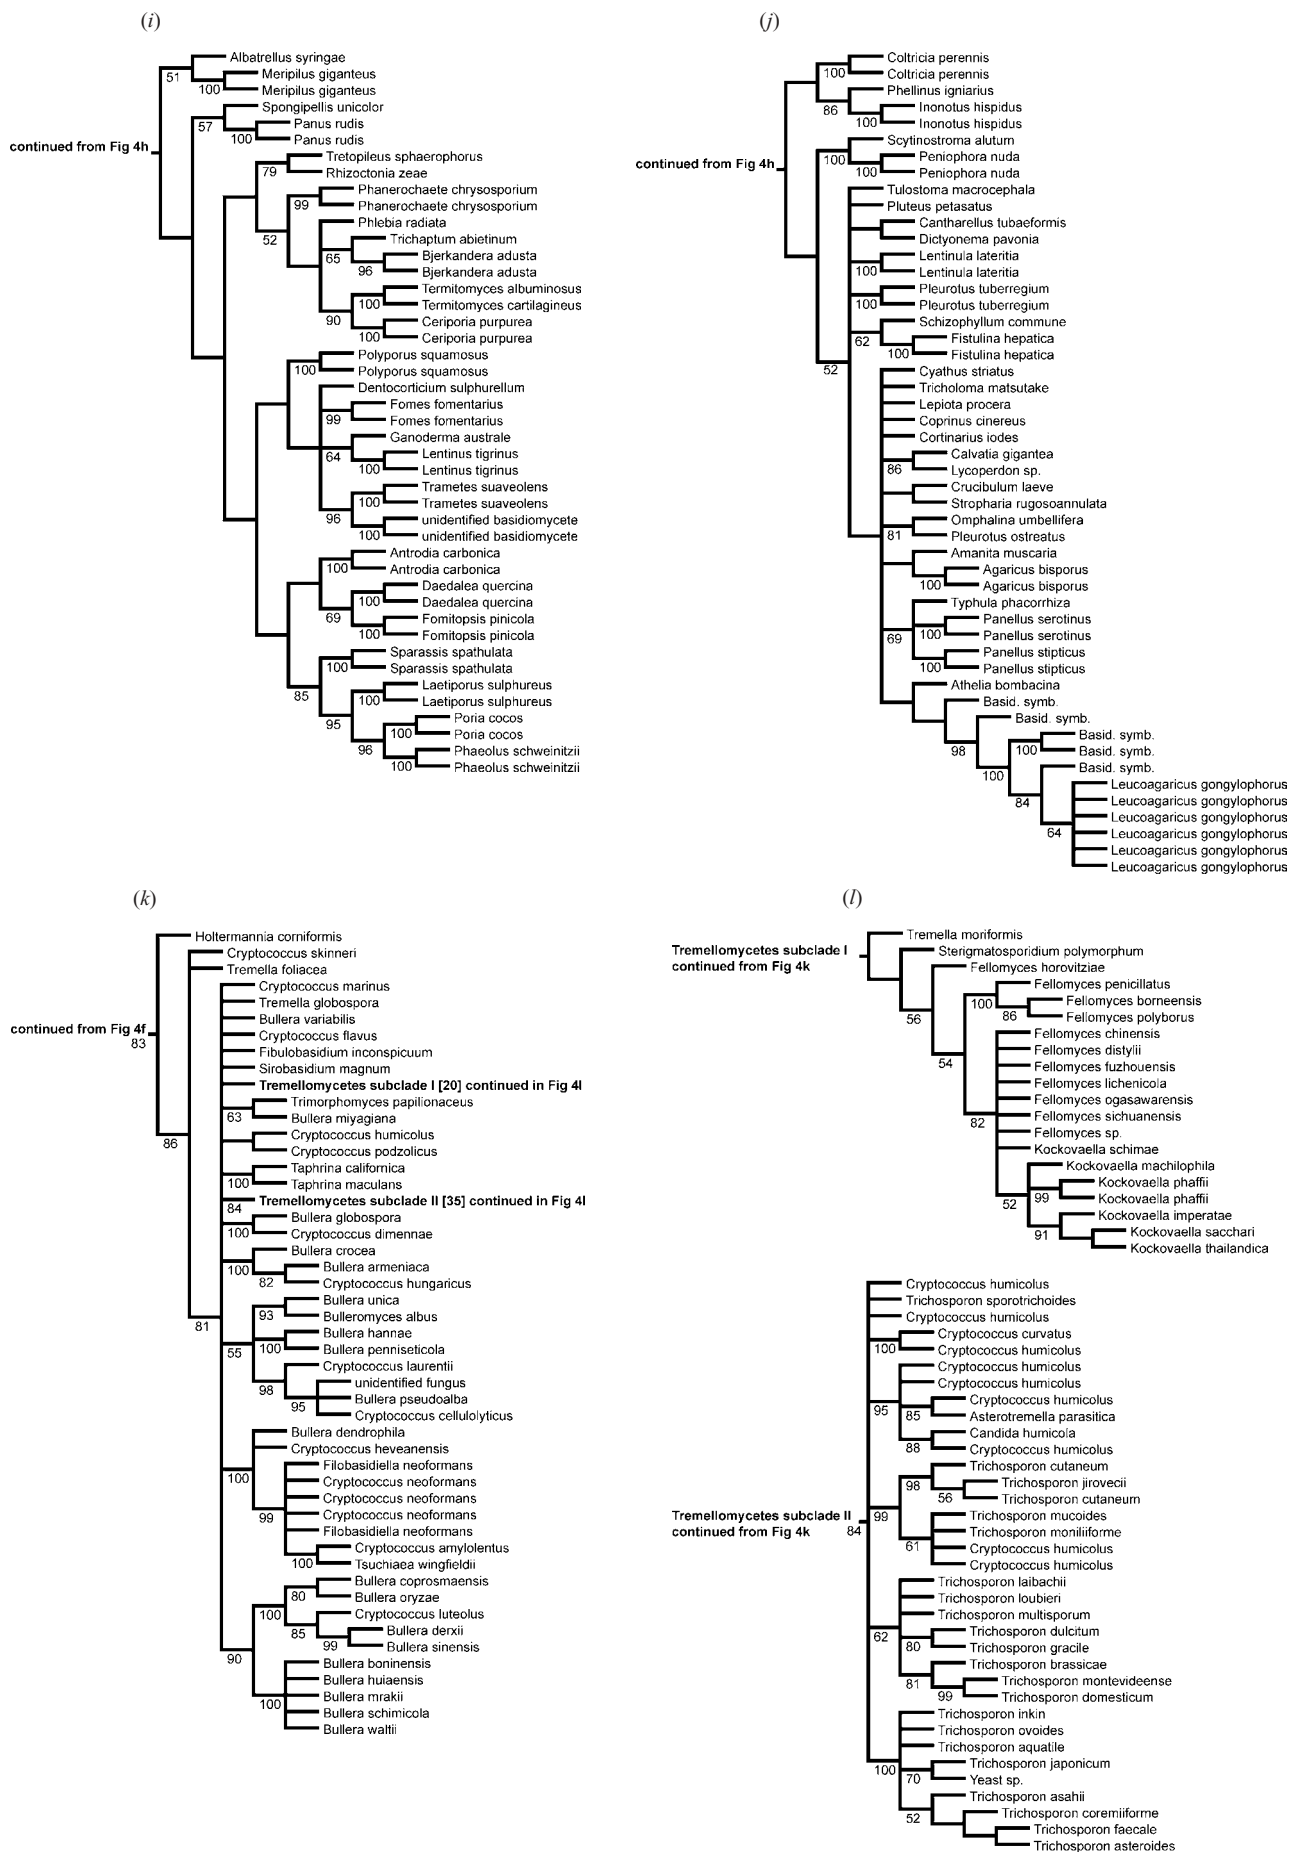 (i)
Albatrellus syringae
51
Meripilus giganteus
100
Meripilus giganteus
Spongipellis unicolor
57
Panus rudis
100
Panus rudis
continued from Fig 4h
Tretopileus sphaerophorus
79
Rhizoctonia zeae
Phanerochaete chrysosporium
99
Phanerochaete chrysosporium
Phlebia radiata
52
Trichaptum abietinum
65
Bjerkandera adusta
96
Bjerkandera adusta
Termitomyces albuminosus
100
Termitomyces cartilagineus
90
Ceriporia purpurea
100
Ceriporia purpurea
Polyporus squamosus
100
Polyporus squamosus
Dentocorticium sulphurellum
Fomes fomentarius
99
Fomes fomentarius
Ganoderma australe
64
Lentinus tigrinus
100
Lentinus tigrinus
Trametes suaveolens
100
Trametes suaveolens
96
unidentified basidiomycete
100
unidentified basidiomycete
Antrodia carbonica
100
Antrodia carbonica
Daedalea quercina
100
Daedalea quercina
69
Fomitopsis pinicola
100
Fomitopsis pinicola
Sparassis spathulata
100
Sparassis spathulata
85
Laetiporus sulphureus
100
Laetiporus sulphureus
95
Poria cocos
100
Poria cocos
96
Phaeolus schweinitzii
100
Phaeolus schweinitzii
(j)
Coltricia perennis
100
Coltricia perennis
Phellinus igniarius
86
Inonotus hispidus
100
Inonotus hispidus
continued from Fig 4h
Scytinostroma alutum
100
Peniophora nuda
100
Peniophora nuda
Tulostoma macrocephala
Pluteus petasatus
Cantharellus tubaeformis
Dictyonema pavonia
Lentinula lateritia
100
Lentinula lateritia
Pleurotus tuberregium
100
Pleurotus tuberregium
Schizophyllum commune
62
Fistulina hepatica
100
Fistulina hepatica
52
Cyathus striatus
Tricholoma matsutake
Lepiota procera
Coprinus cinereus
Cortinarius iodes
Calvatia gigantea
86
Lycoperdon sp.
Crucibulum laeve
Stropharia rugosoannulata
Omphalina umbellifera
81
Pleurotus ostreatus
Amanita muscaria
Agaricus bisporus
100
Agaricus bisporus
Typhula phacorrhiza
69
Panellus serotinus
100
Panellus serotinus
Panellus stipticus
100
Panellus stipticus
Athelia bombacina
Basid. symb.
98
Basid. symb.
Basid. symb.
100
Basid. symb.
100
Basid. symb.
84
Leucoagaricus gongylophorus
Leucoagaricus gongylophorus
Leucoagaricus gongylophorus
64
Leucoagaricus gongylophorus
Leucoagaricus gongylophorus
Leucoagaricus gongylophorus
(k)
Holtermannia corniformis
Cryptococcus skinneri
Tremella foliacea
Cryptococcus marinus
Tremella globospora
Bullera variabilis
continued from Fig 4f
83
Cryptococcus flavus
Fibulobasidium inconspicuum
Sirobasidium magnum
Tremellomycetes subclade I [20] continued in Fig 4l
Trimorphomyces papilionaceus
63
Bullera miyagiana
86
Cryptococcus humicolus
Cryptococcus podzolicus
Taphrina californica
100
Taphrina maculans
Tremellomycetes subclade II [35] continued in Fig 4l
84
Bullera globospora
100
Cryptococcus dimennae
Bullera crocea
100
Bullera armeniaca
82
Cryptococcus hungaricus
Bullera unica
93
Bulleromyces albus
81
Bullera hannae
55
100
Bullera penniseticola
Cryptococcus laurentii
98
unidentified fungus
95
Bullera pseudoalba
Cryptococcus cellulolyticus
Bullera dendrophila
Cryptococcus heveanensis
100
Filobasidiella neoformans
Cryptococcus neoformans
Cryptococcus neoformans
99
Cryptococcus neoformans
Filobasidiella neoformans
Cryptococcus amylolentus
100
Tsuchiaea wingfieldii
Bullera coprosmaensis
80
Bullera oryzae
100
Cryptococcus luteolus
85
Bullera derxii
99
Bullera sinensis
90
Bullera boninensis
Bullera huiaensis
Bullera mrakii
100
Bullera schimicola
Bullera waltii
(l)
Tremella moriformis
Tremellomycetes subclade I
continued from Fig 4k
Sterigmatosporidium polymorphum
Fellomyces horovitziae
56
Fellomyces penicillatus
100
Fellomyces borneensis
86
Fellomyces polyborus
54
Fellomyces chinensis
Fellomyces distylii
Fellomyces fuzhouensis
Fellomyces lichenicola
Fellomyces ogasawarensis
82
Fellomyces sichuanensis
Fellomyces sp.
Kockovaella schimae
Kockovaella machilophila
52
Kockovaella phaffii
99
Kockovaella phaffii
Kockovaella imperatae
91
Kockovaella sacchari
Kockovaella thailandica
Cryptococcus humicolus
Trichosporon sporotrichoides
Cryptococcus humicolus
Cryptococcus curvatus
100
Cryptococcus humicolus
Cryptococcus humicolus
Cryptococcus humicolus
95
Cryptococcus humicolus
85
Asterotremella parasitica
Candida humicola
88
Cryptococcus humicolus
Trichosporon cutaneum
98
Trichosporon jirovecii
56
Trichosporon cutaneum
Tremellomycetes subclade II
continued from Fig 4k
84
99
Trichosporon mucoides
Trichosporon moniliiforme
61
Cryptococcus humicolus
Cryptococcus humicolus
Trichosporon laibachii
Trichosporon loubieri
Trichosporon multisporum
62
Trichosporon dulcitum
80
Trichosporon gracile
Trichosporon brassicae
81
Trichosporon montevideense
99
Trichosporon domesticum
Trichosporon inkin
Trichosporon ovoides
Trichosporon aquatile
100
Trichosporon japonicum
70
Yeast sp.
Trichosporon asahii
52
Trichosporon coremiiforme
Trichosporon faecale
Trichosporon asteroides